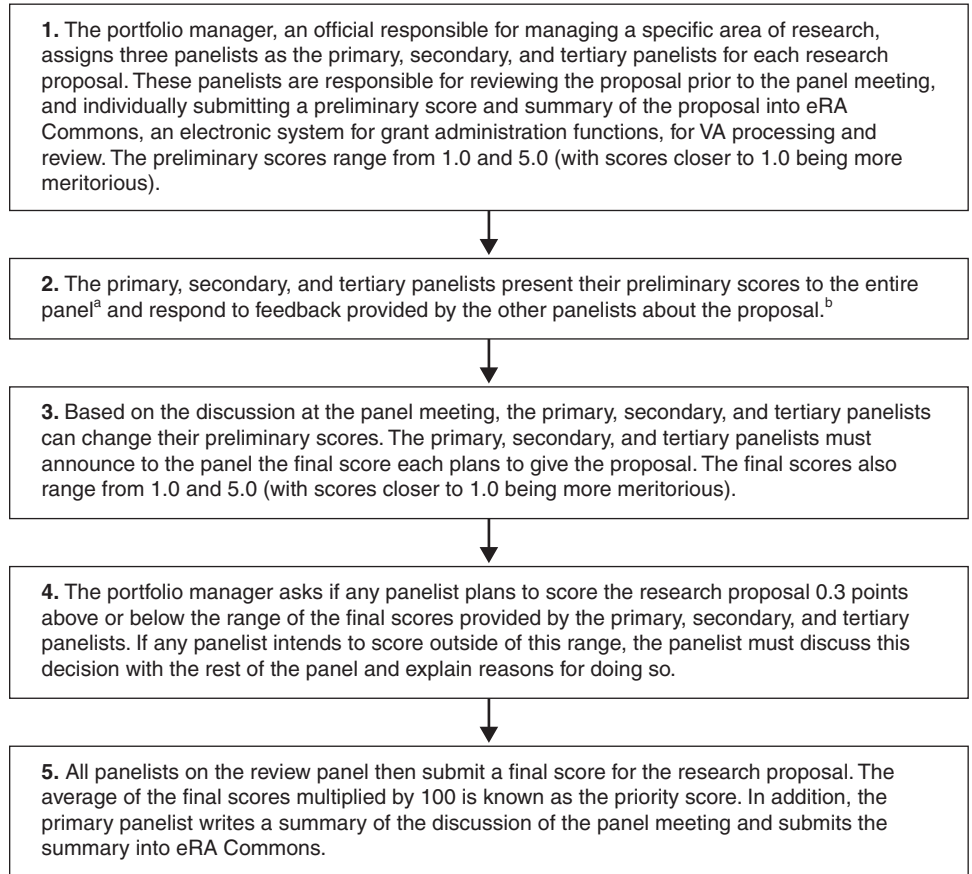 1. The portfolio manager, an official responsible for managing a specific area of research,
assigns three panelists as the primary, secondary, and tertiary panelists for each research
proposal. These panelists are responsible for reviewing the proposal prior to the panel meeting,
and individually submitting a preliminary score and summary of the proposal into eRA
Commons, an electronic system for grant administration functions, for VA processing and
review. The preliminary scores range from 1.0 and 5.0 (with scores closer to 1.0 being more
meritorious).
2. The primary, secondary, and tertiary panelists present their preliminary scores to the entire
panelᵃ and respond to feedback provided by the other panelists about the proposal.ᵇ
3. Based on the discussion at the panel meeting, the primary, secondary, and tertiary panelists
can change their preliminary scores. The primary, secondary, and tertiary panelists must
announce to the panel the final score each plans to give the proposal. The final scores also
range from 1.0 and 5.0 (with scores closer to 1.0 being more meritorious).
4. The portfolio manager asks if any panelist plans to score the research proposal 0.3 points
above or below the range of the final scores provided by the primary, secondary, and tertiary
panelists. If any panelist intends to score outside of this range, the panelist must discuss this
decision with the rest of the panel and explain reasons for doing so.
5. All panelists on the review panel then submit a final score for the research proposal. The
average of the final scores multiplied by 100 is known as the priority score. In addition, the
primary panelist writes a summary of the discussion of the panel meeting and submits the
summary into eRA Commons.